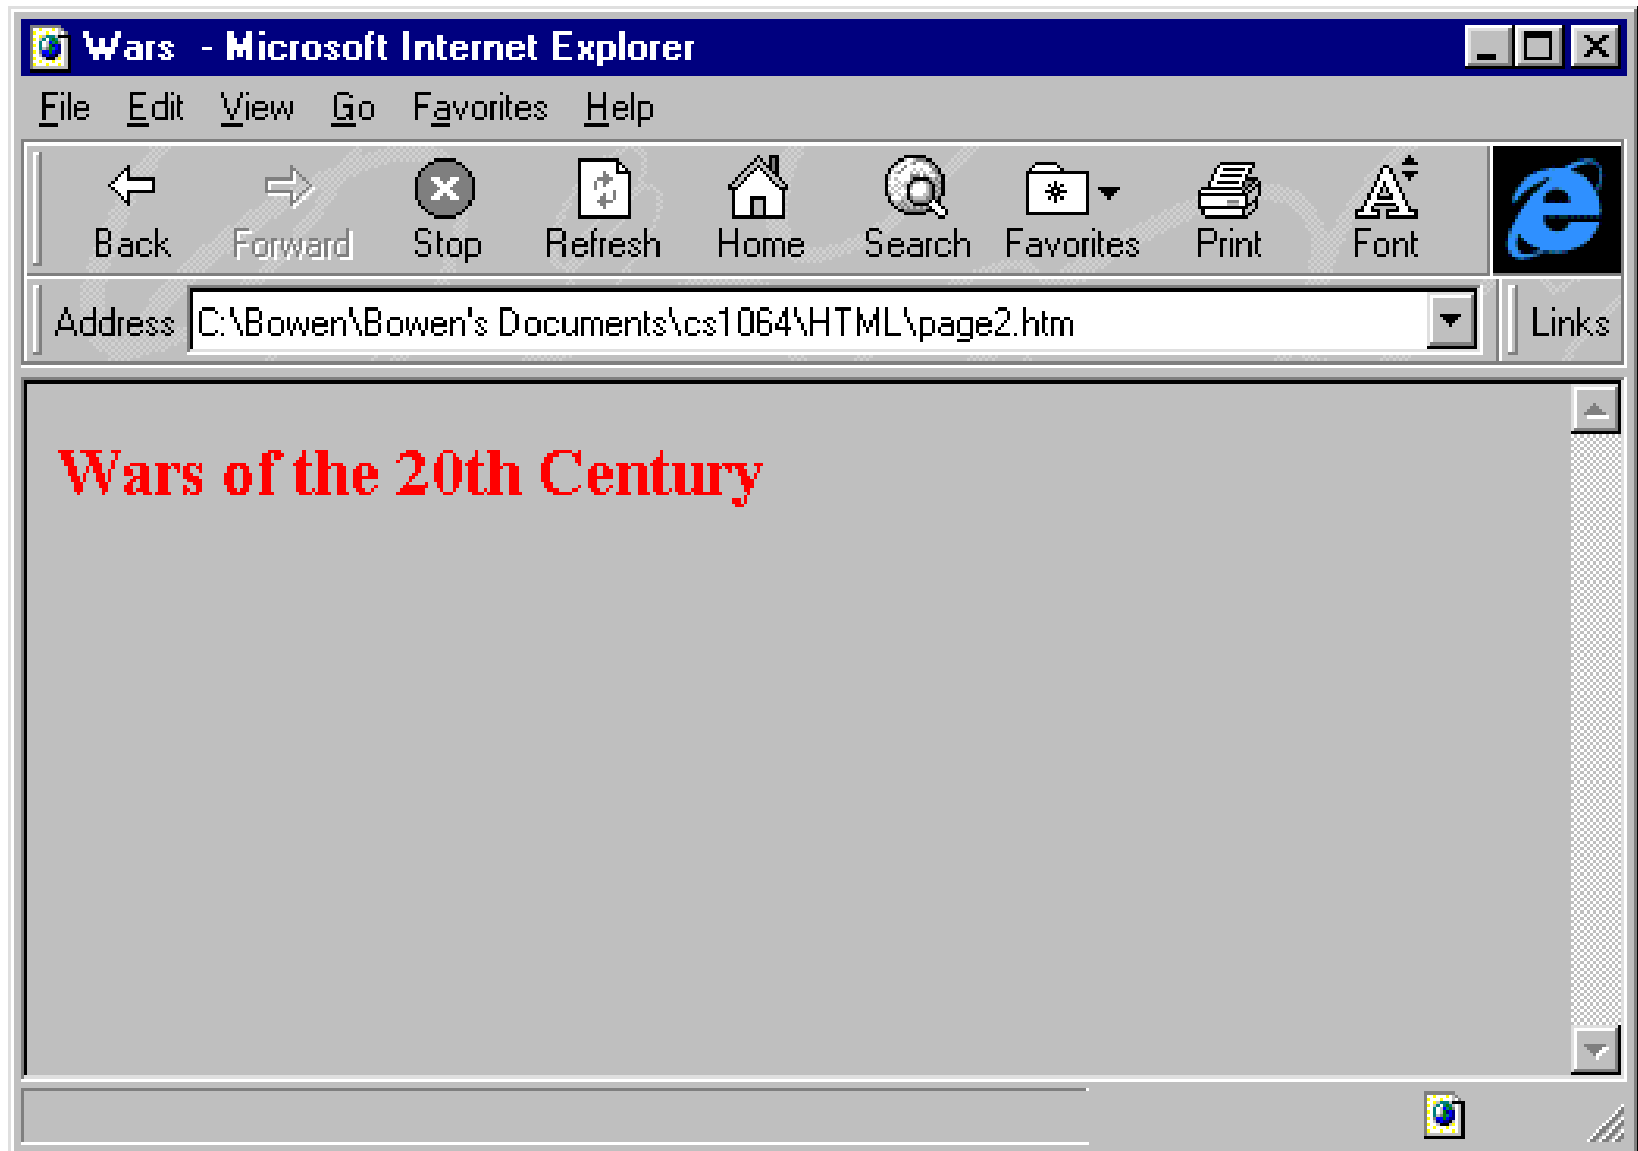 Wars - Microsoft Internet Explorer
File Edit View Go Favorites Help
Back Forward Stop Refresh Home Search Favorites Print Font
Address C:\Bowen\Bowen's Documents\cs1064\HTML\page2.htm Links
Wars of the 20th Century